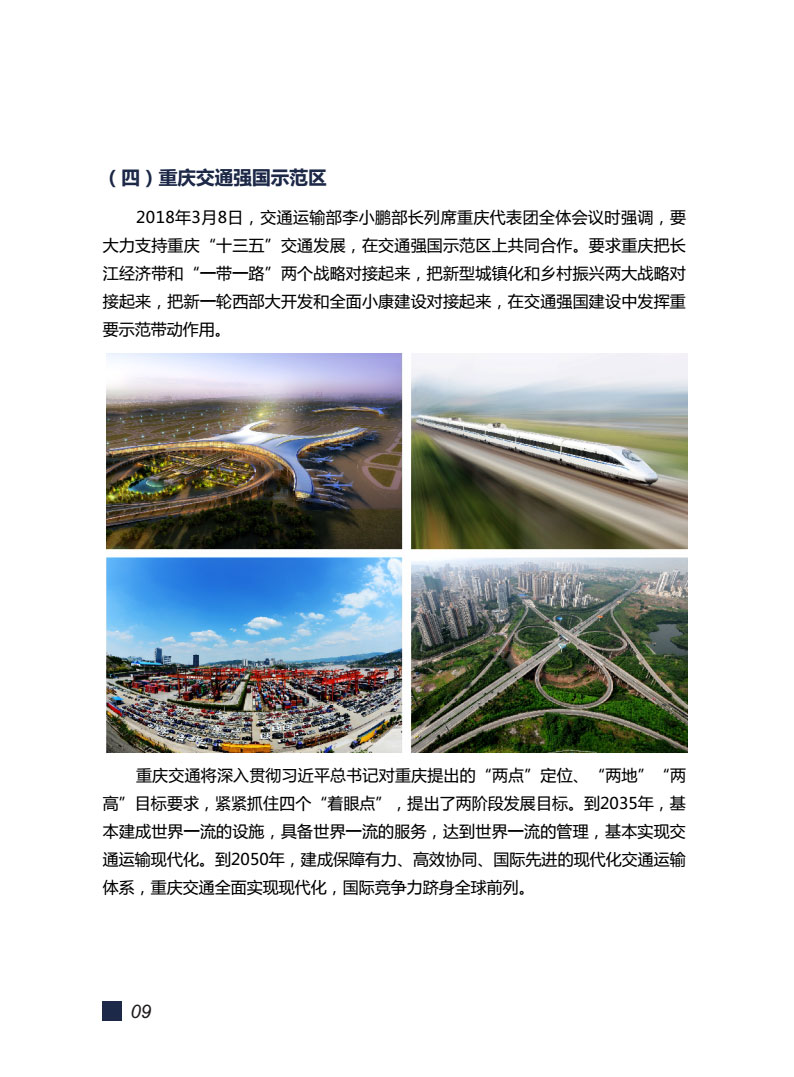 （四）重庆交通强国示范区
2018年3月8日，交通运输部李小鹏部长列席重庆代表团全体会议时强调，要
大力支持重庆“十三五”交通发展，在交通强国示范区上共同合作。要求重庆把长
江经济带和“一带一路”两个战略对接起来，把新型城镇化和乡村振兴两大战略对
接起来，把新一轮西部大开发和全面小康建设对接起来，在交通强国建设中发挥重
要示范带动作用。
重庆交通将深入贯彻习近平总书记对重庆提出的“两点”定位、“两地”“两
高”目标要求，紧紧抓住四个“着眼点”，提出了两阶段发展目标。到2035年，基
本建成世界一流的设施，具备世界一流的服务，达到世界一流的管理，基本实现交
通运输现代化。到2050年，建成保障有力、高效协同、国际先进的现代化交通运输
体系，重庆交通全面实现现代化，国际竞争力跻身全球前列。
09